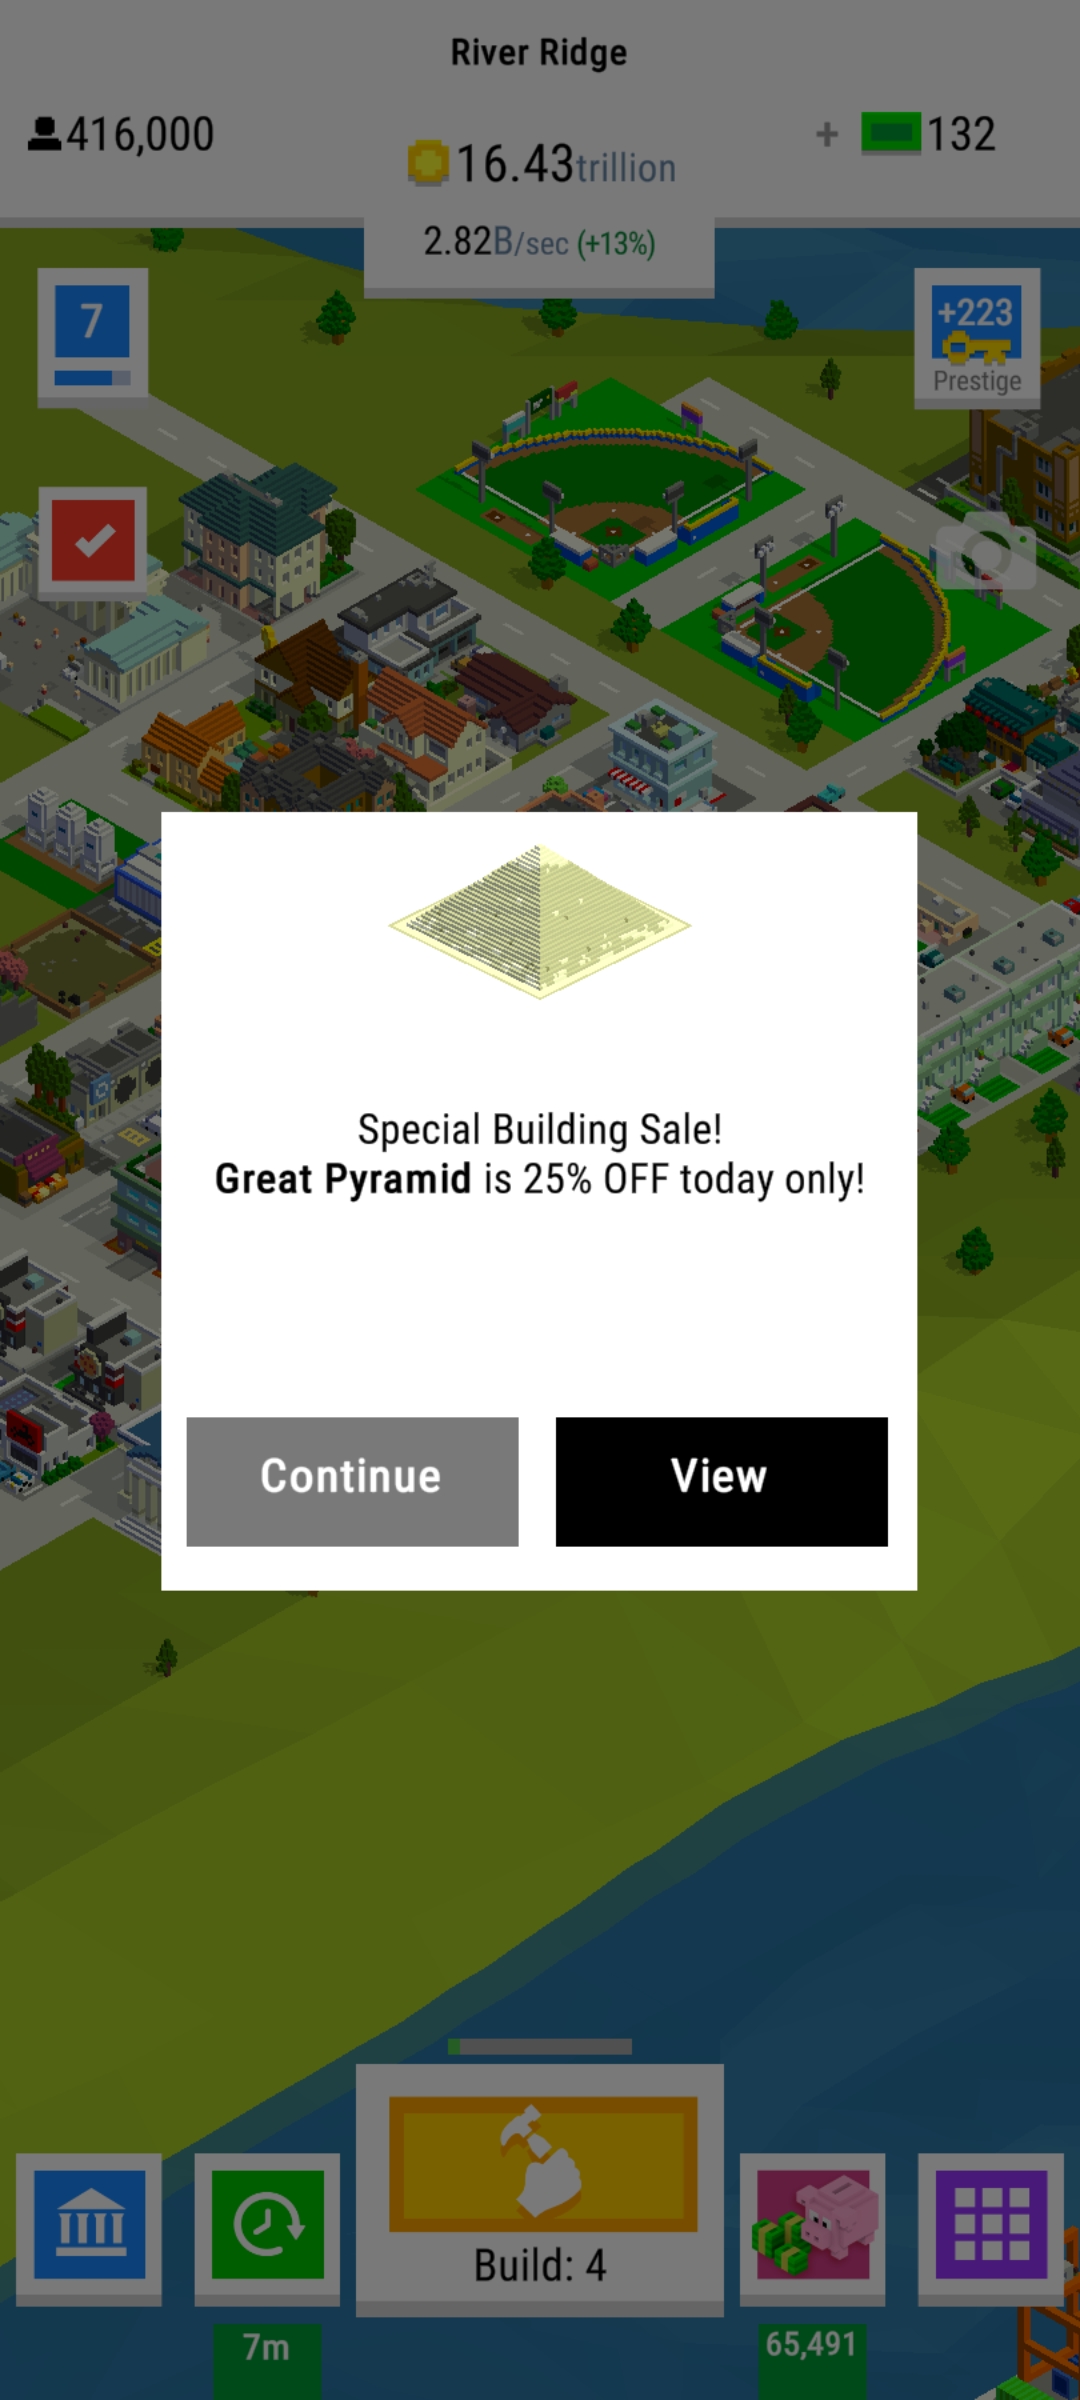 River Ridge
416,000
16.43trillion
+ 132
2.82B/sec (+13%)
7
+223
Prestige
Special Building Sale!
Great Pyramid is 25% OFF today only!
Continue
View
Build: 4
7m
65,491